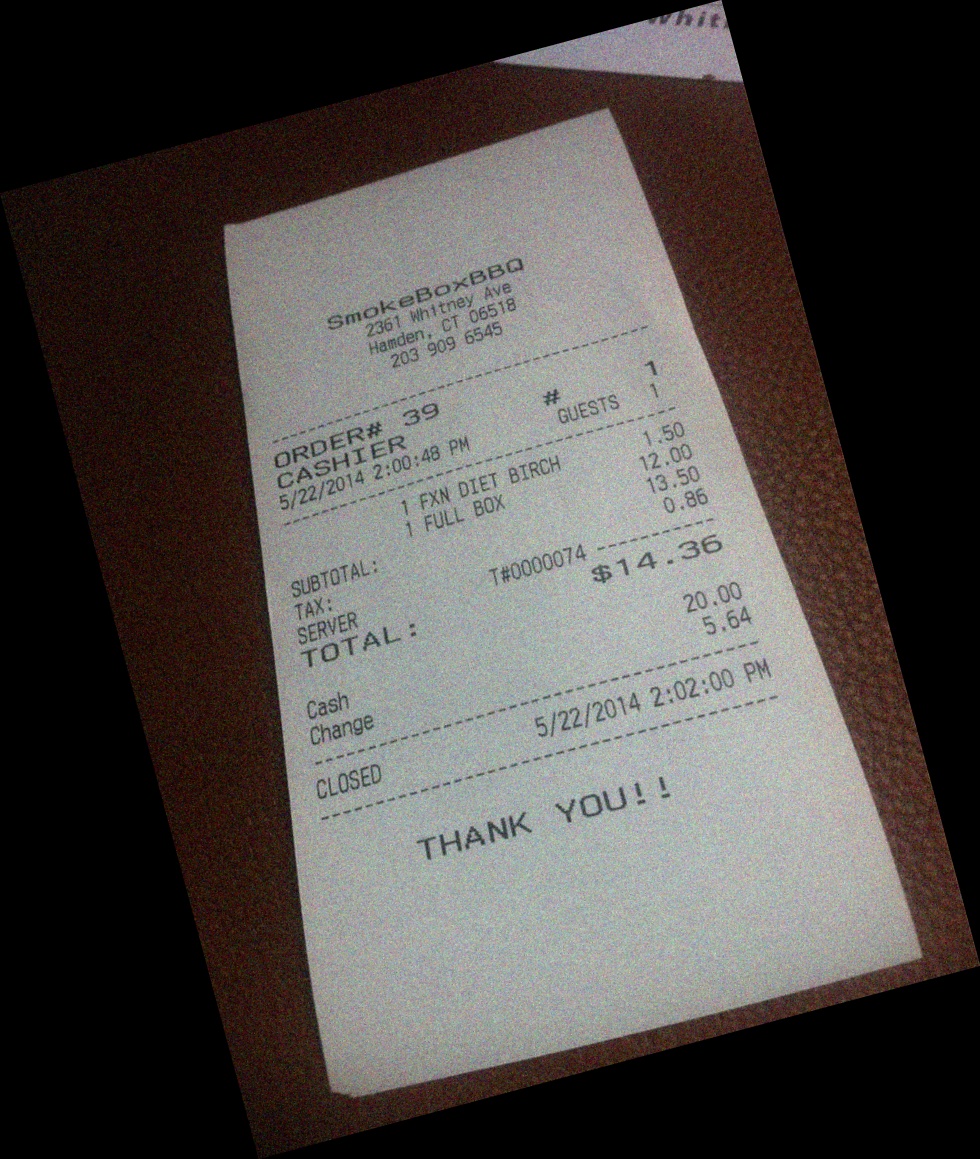 Whit
SmokeBoxBBQ
2361 Whitney Ave
Hamden, CT 06518
203 909 6545
ORDER# 39 # 1
CASHIER GUESTS 1
5/22/2014 2:00:48 PM
1 FXN DIET BIRCH 1.50
1 FULL BOX 12.00
SUBTOTAL: 13.50
TAX: 0.86
SERVER T#0000074
TOTAL: $14.36
Cash 20.00
Change 5.64
CLOSED 5/22/2014 2:02:00 PM
THANK YOU!!